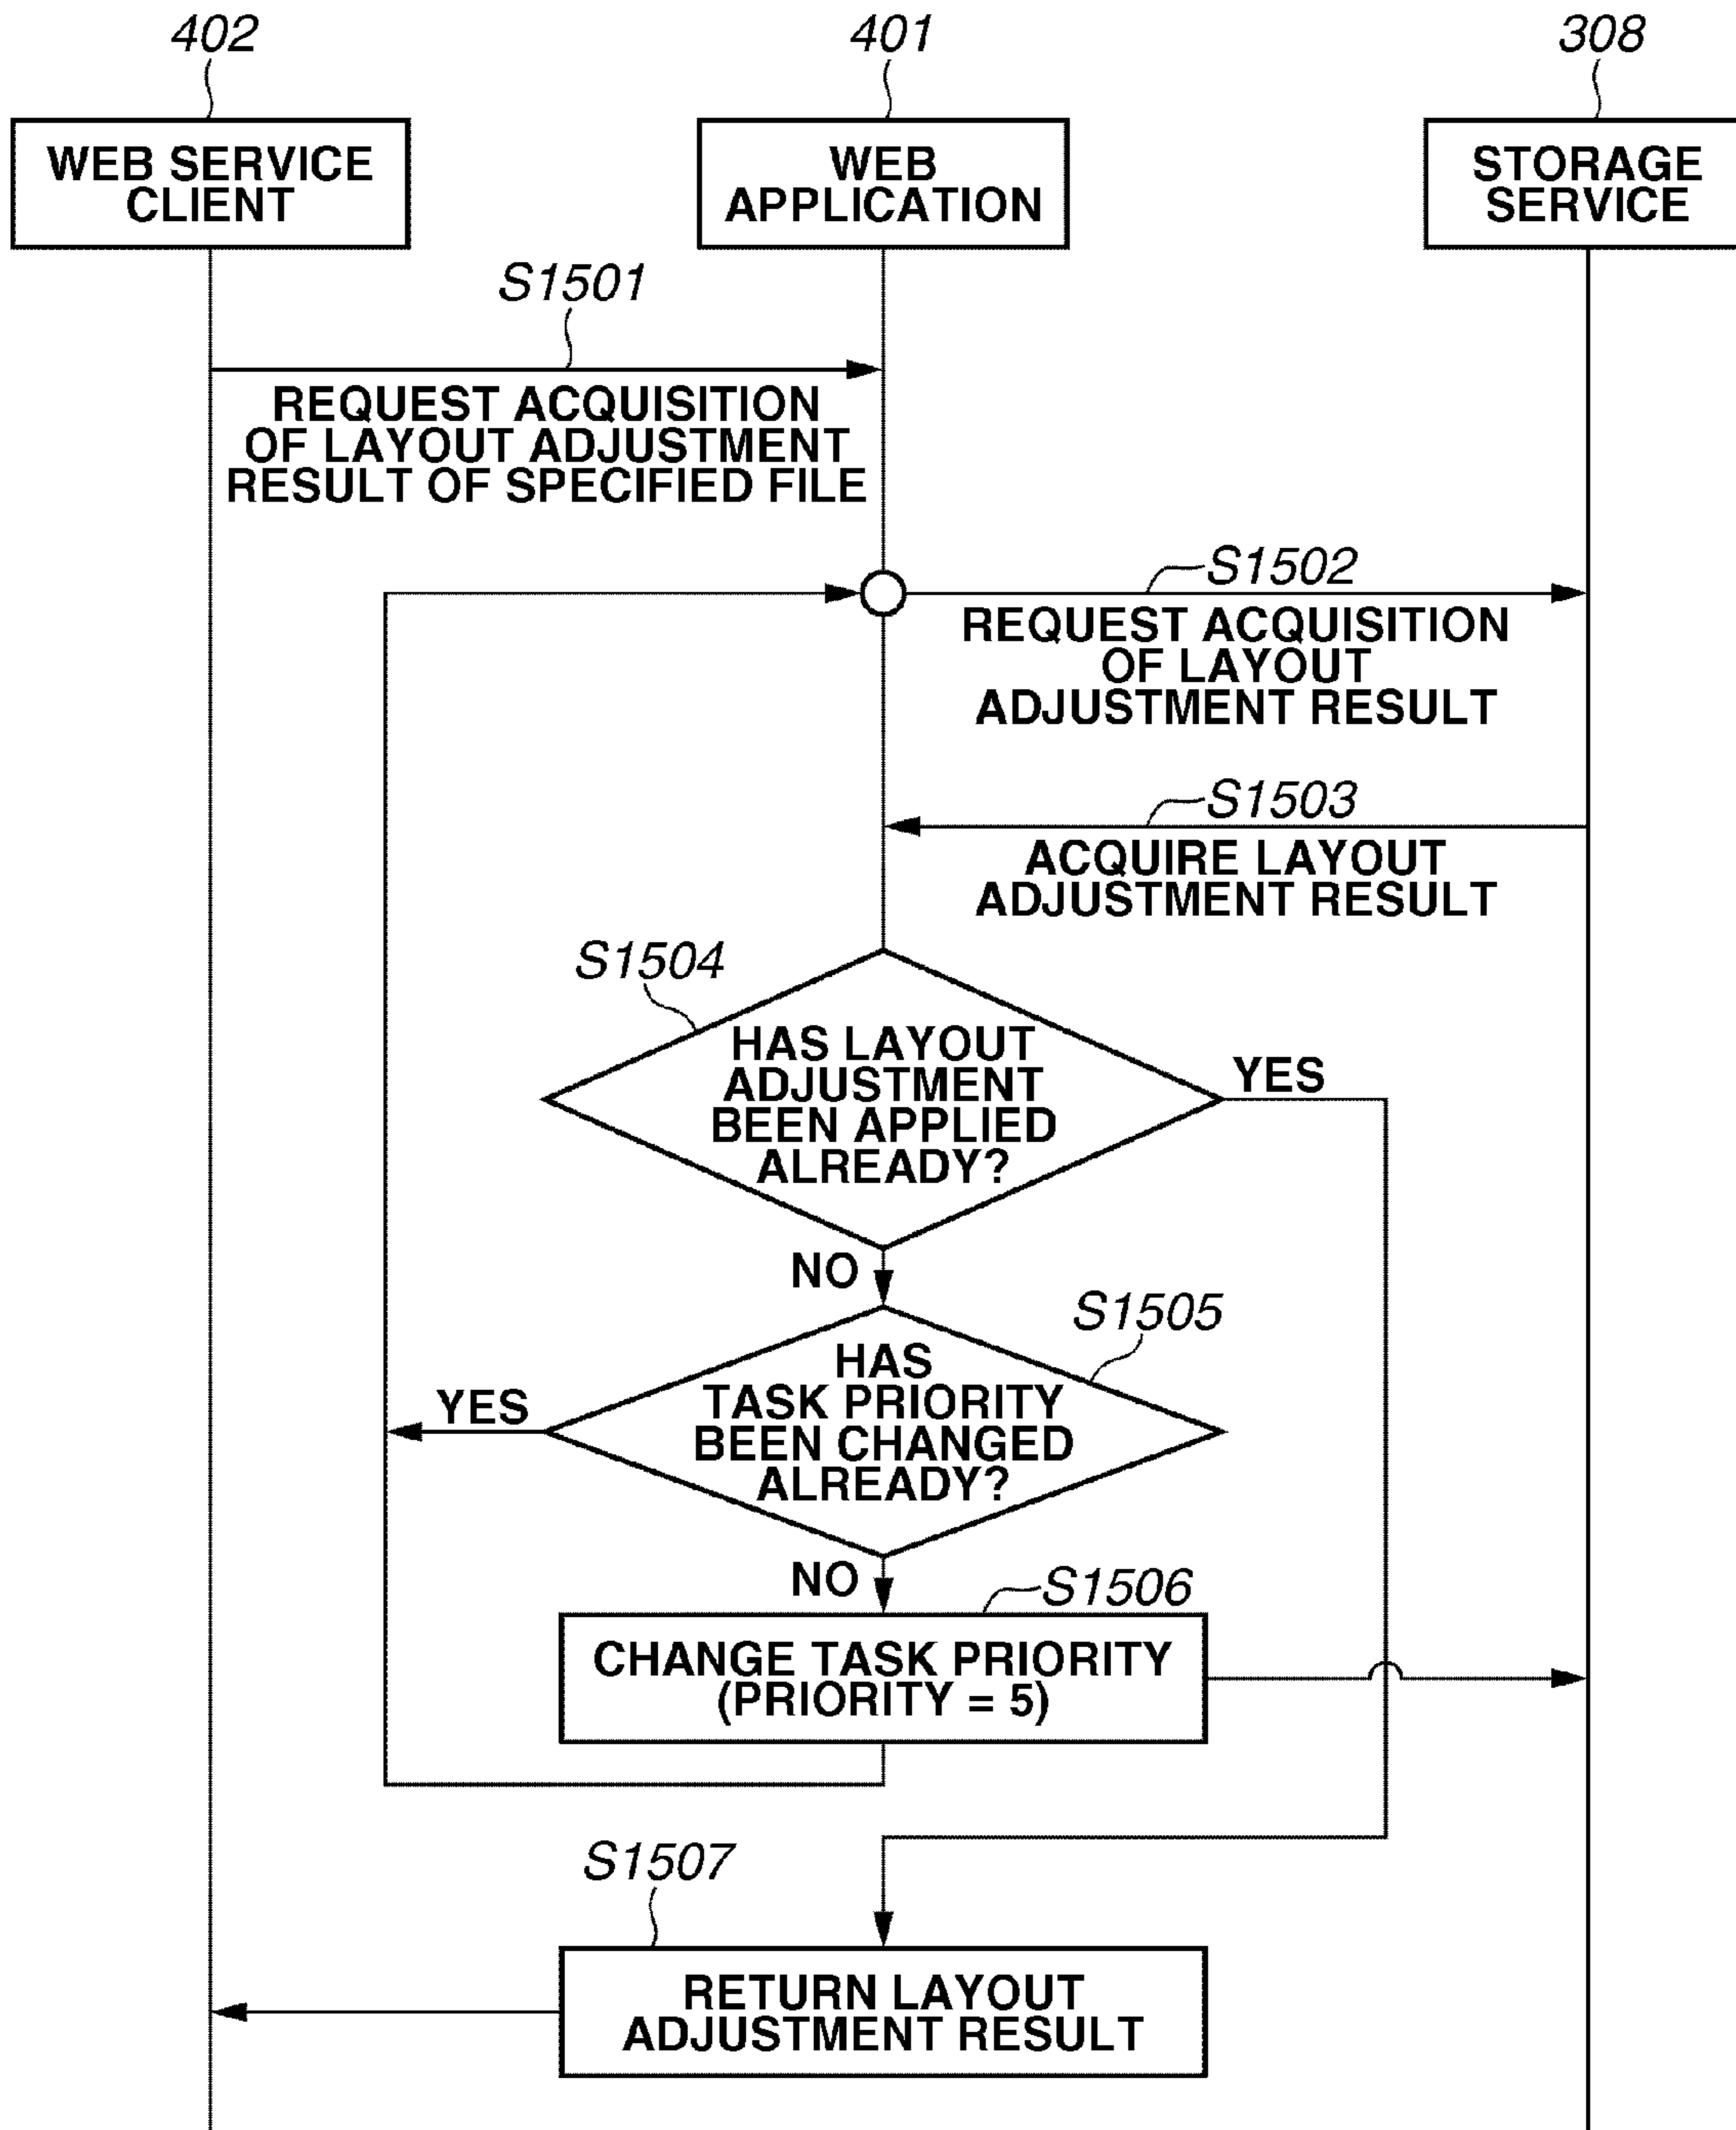 402
401
308
WEB SERVICE
CLIENT
WEB
APPLICATION
STORAGE
SERVICE
S1501
REQUEST ACQUISITION
OF LAYOUT ADJUSTMENT
RESULT OF SPECIFIED FILE
S1502
REQUEST ACQUISITION
OF LAYOUT
ADJUSTMENT RESULT
S1503
ACQUIRE LAYOUT
ADJUSTMENT RESULT
S1504
HAS LAYOUT
ADJUSTMENT
BEEN APPLIED
ALREADY?
YES
NO
S1505
HAS
TASK PRIORITY
BEEN CHANGED
ALREADY?
YES
NO
S1506
CHANGE TASK PRIORITY
(PRIORITY = 5)
S1507
RETURN LAYOUT
ADJUSTMENT RESULT